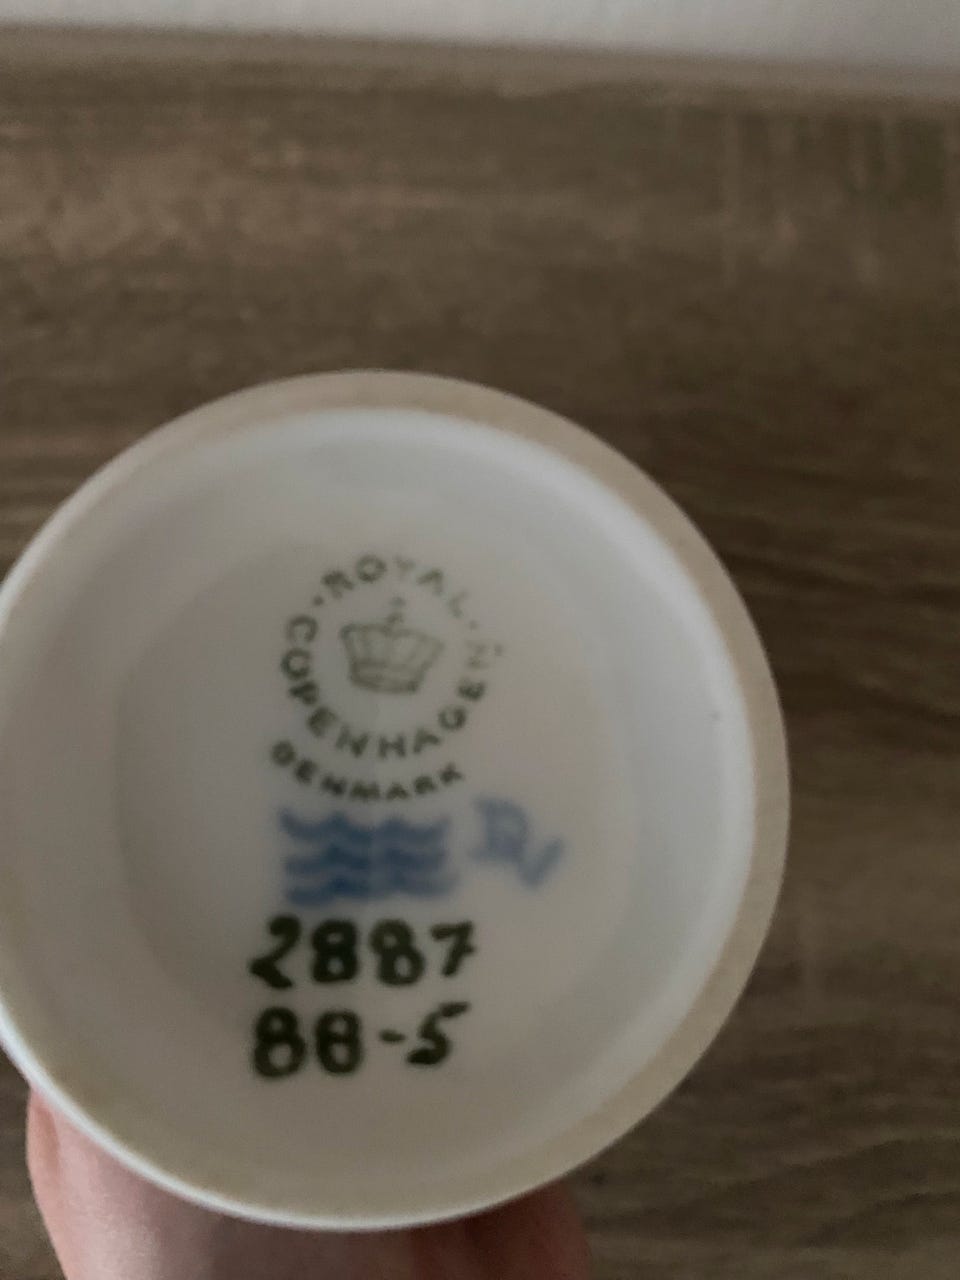 ROYAL
COPENHAGEN
DENMARK
2887
88-5